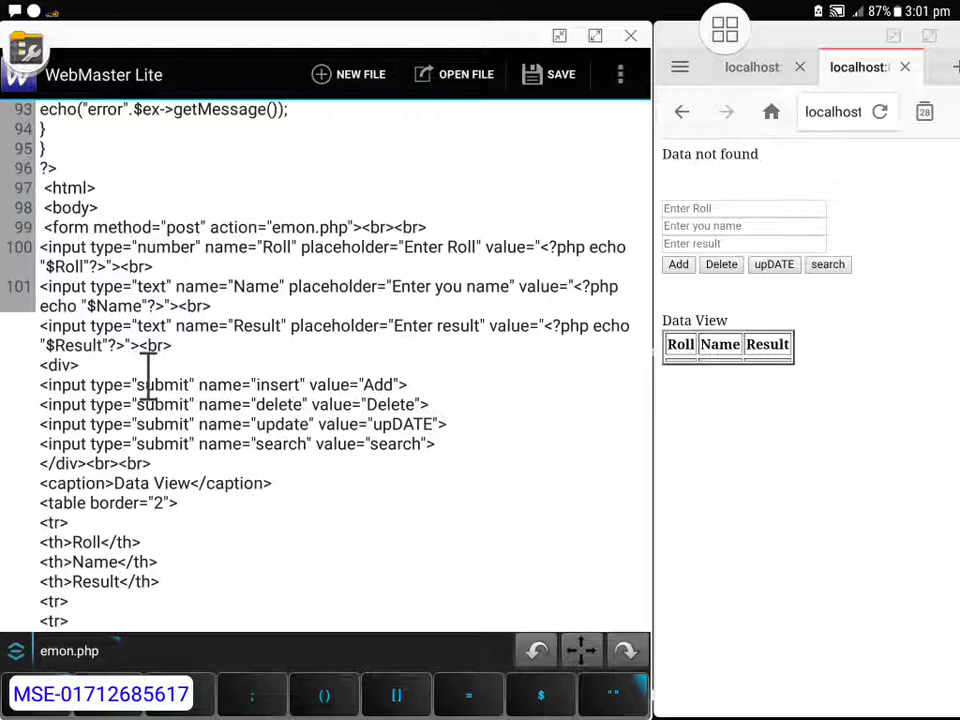 87% 3:01 pm
WebMaster Lite
NEW FILE
OPEN FILE
SAVE
93 echo("error".$ex->getMessage());
94 }
95 }
96 ?>
97 <html>
98 <body>
99 <form method="post" action="emon.php"><br><br>
100 <input type="number" name="Roll" placeholder="Enter Roll" value="<?php echo
"$Roll"?>"><br>
101 <input type="text" name="Name" placeholder="Enter you name" value="<?php
echo "$Name"?>"><br>
<input type="text" name="Result" placeholder="Enter result" value="<?php echo
"$Result"?>"><br>
<div>
<input type="submit" name="insert" value="Add">
<input type="submit" name="delete" value="Delete">
<input type="submit" name="update" value="upDATE">
<input type="submit" name="search" value="search">
</div><br><br>
<caption>Data View</caption>
<table border="2">
<tr>
<th>Roll</th>
<th>Name</th>
<th>Result</th>
<tr>
<tr>
emon.php
MSE-01712685617
; () [] = $ ""
localhost:
localhost:
localhost
28
Data not found
Enter Roll
Enter you name
Enter result
Add Delete upDATE search
Data View
Roll Name Result